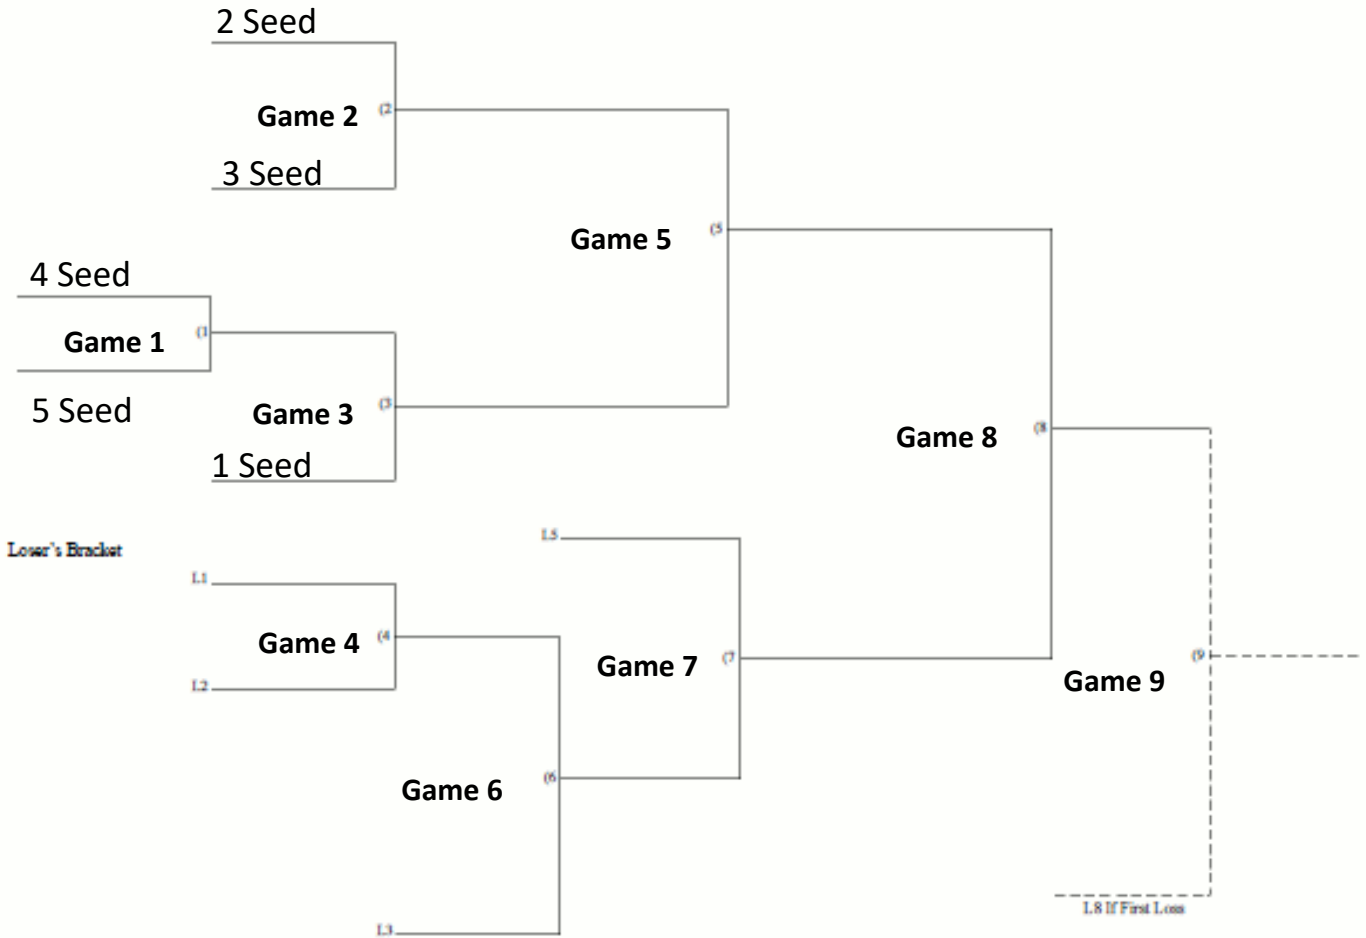 2 Seed
Game 2
(2
3 Seed
Game 5
(5
4 Seed
Game 1
(1
5 Seed
Game 3
(3
1 Seed
Game 8
(8
Loser's Bracket
L5
L1
Game 4
(4
L2
Game 7
(7
Game 9
(9
Game 6
(6
L3
L8 If First Loss